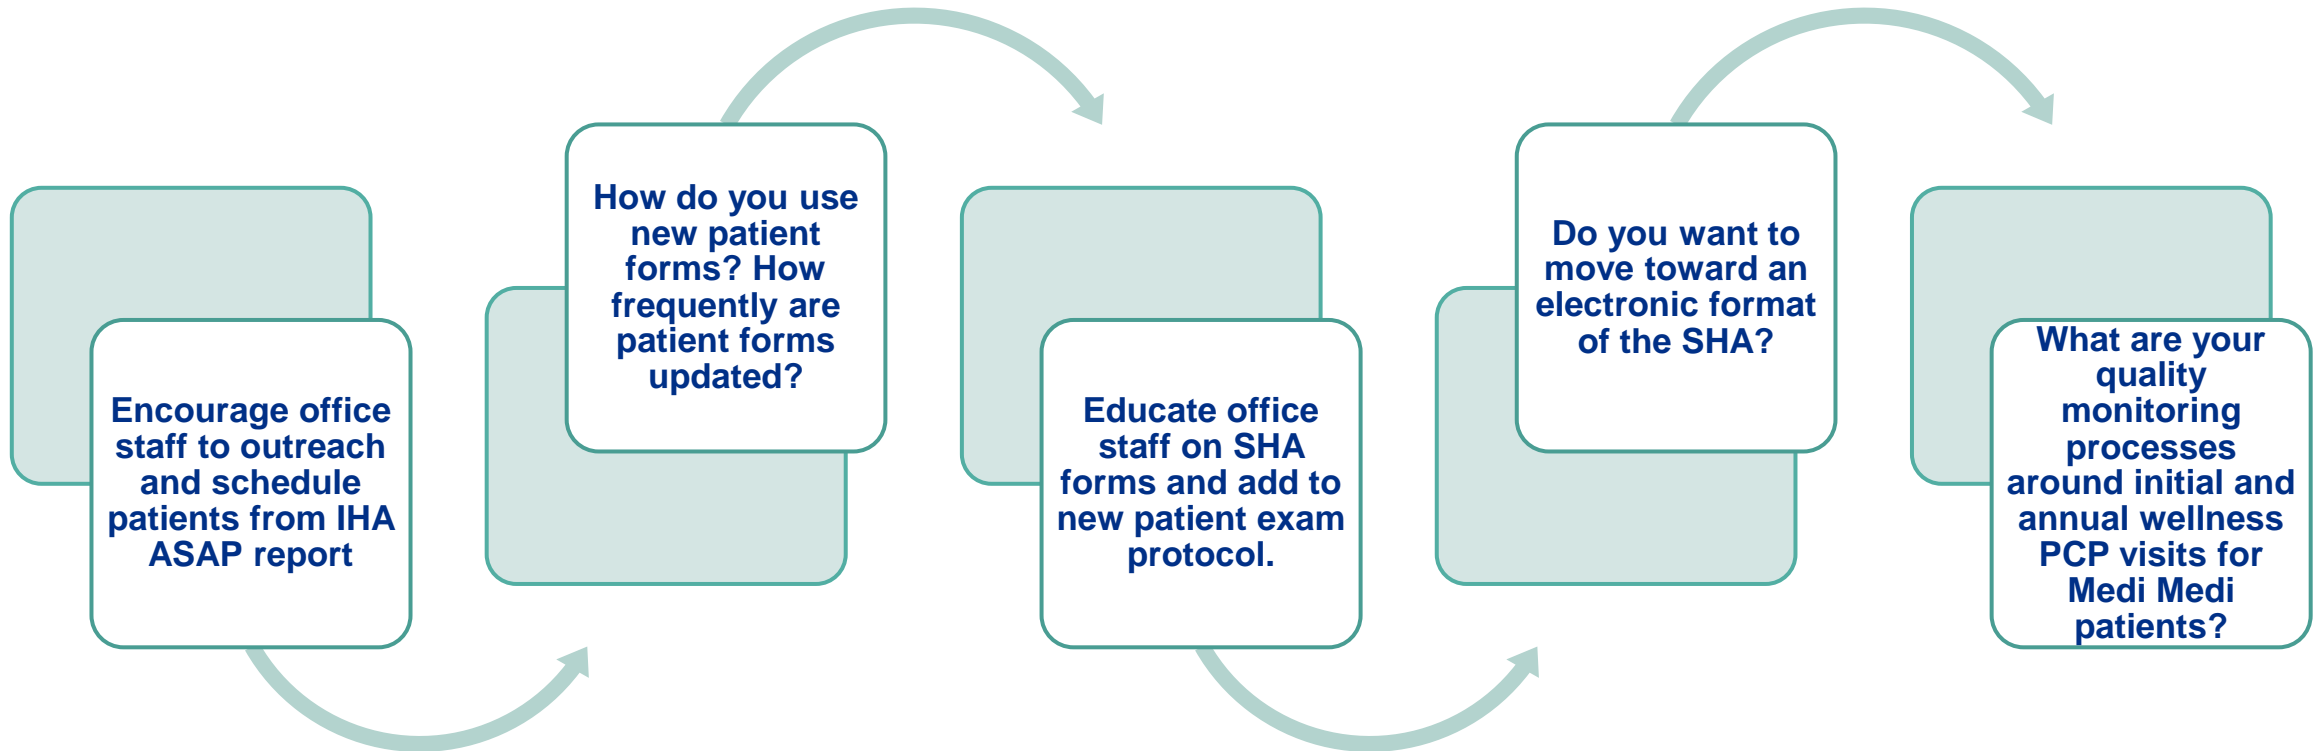 Encourage office
staff to outreach
and schedule
patients from IHA
ASAP report
How do you use
new patient
forms? How
frequently are
patient forms
updated?
Educate office
staff on SHA
forms and add to
new patient exam
protocol.
Do you want to
move toward an
electronic format
of the SHA?
What are your
quality
monitoring
processes
around initial and
annual wellness
PCP visits for
Medi Medi
patients?